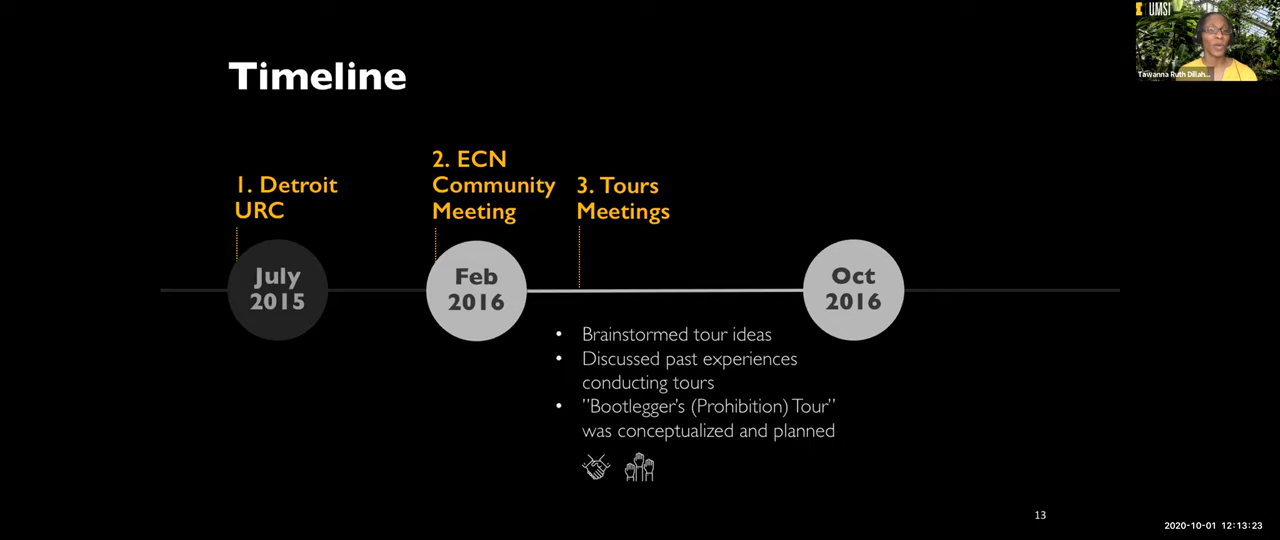 UMSI
Tawanna Ruth Dillah...
Timeline
1. Detroit
URC
2. ECN
Community
Meeting
3. Tours
Meetings
July
2015
Feb
2016
Oct
2016
• Brainstormed tour ideas
• Discussed past experiences
conducting tours
• ”Bootlegger's (Prohibition) Tour”
was conceptualized and planned
13
2020-10-01 12:13:23